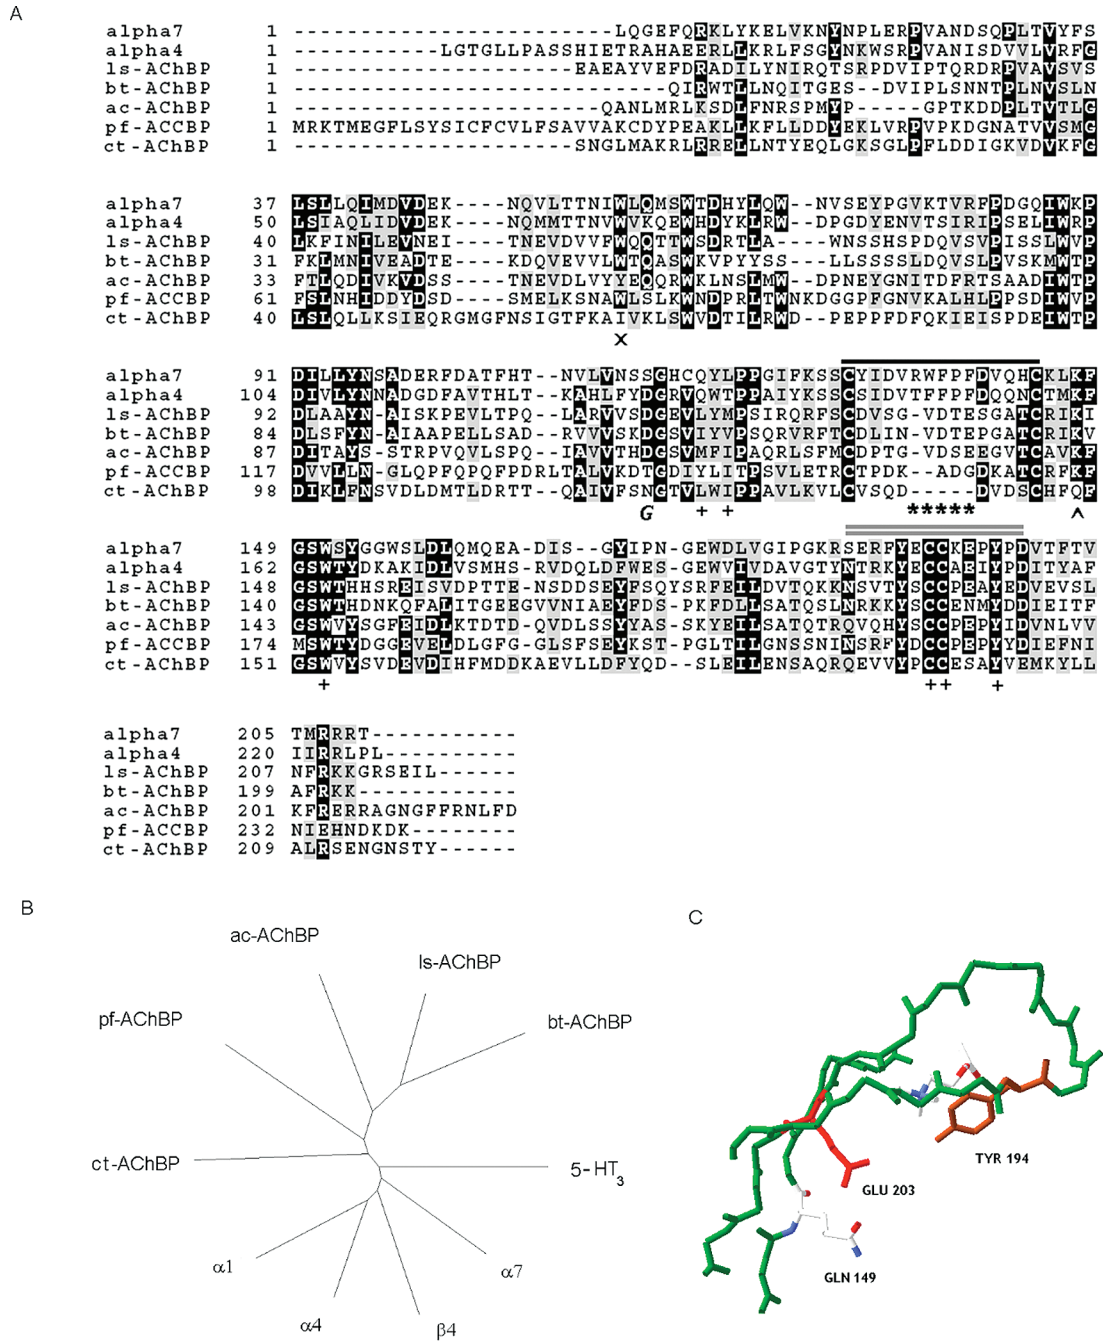 A
alpha7 1 ------------------------LQGEFQRKLYKELVKNYNPLERPVANDSQPLTVYFS
alpha4 1 -----------LGTGLLPASSHIETRAHAEERLLKRLFSGYNKWSRPVANISDVVLVRFG
ls-AChBP 1 ---------------------EAEAYVEFDRADILYNIRQTSRPDVIPTQRDRPVAVSVS
bt-AChBP 1 ----------------------------QIRWTLLNQITGES--DVIPLSNNTPLNVSLN
ac-AChBP 1 -----------------------QANLMRLKSDLFNRSPMYP-----GPTKDDPLTVTLG
pf-ACCBP 1 MRKTMEGFLSYSICFCVLFSAVVAKCDYPEAKLLKFLLDDYEKLVRPVPKDGNATVVSMG
ct-AChBP 1 ---------------------SNGLMAKRLRRELLNTYEQLGKSGLPFLDDIGKVDVKFG
alpha7 37 LSLLQIMDVDEK----NQVLTTNIWLQMSWTDHYLQW--NVSEYPGVKTVRFPDGQIWKP
alpha4 50 LSIAQLIDVDEK----NQMMTTNVWVKQEWHDYKLRW--GDYENVTSIRIPSELIWRP
ls-AChBP 40 LKFINILEVNEI----TNEVDVVFWQQTTWSDRTLA----WNSSHSPDQVSVPISSLWVP
bt-AChBP 31 FKLMNIVEADTE----KDQVEVVLWTQASWKVPYYSS---LSSSSSLSQVSLPVSKMWTP
ac-AChBP 33 FTLQDIVKVDSS----TNEVDLVYYEQQRWKLNSLMW--DPNEYGNITDFRTSAADIWTP
pf-ACCBP 61 FSLNHIDDYDSD----SMELKSNAWLSLKWNDPRLTWNKDGGPFGNVKALHLPPSDIWVP
ct-AChBP 40 LSLQLLKSIEQRGMGFNSIGTFKAIVKLSWVDTILRWD--PEPPFDFQKIEISPDEIWTP
X
alpha7 91 DILLYNSADERFDATFHT--NVLVNSSGHCQYLPPGIFKSSCYIDVRWFPFDVQHCKLKF
alpha4 104 DIVLYNNADGDFAVTHLT--KAHLFYDGRVQWTPPAIYKSSCSIDVTFFPFDQQNCTMKF
ls-AChBP 92 DLAAYN-AISKPEVLTPQ--LARVVSDGEVLYMPSIRQRFSCDVSG-VDTESGATCRIKI
bt-AChBP 84 DLSFYN-AIAAPELLSAD--RVVVSKDGSVIYVPSQRVRFTCDLIN-VDTEPGATCRIKV
ac-AChBP 87 DITAYS-STRPVQVLSPQ--IAVVTHDGSVMFIPAQRLSFMCDPTG-VDSEEGVTCAVKF
pf-ACCBP 117 DVVLLN-GLQPFQPQFPDRLTALVKDTGDIYLITPSVLETRCTPDK--ADGDKATCRFKF
ct-AChBP 98 DIKLFNSVDLDMTLDRTT--QAIVFSNGTVLWIPPAVLKVLCVSQD-----DVDSCHFQF
G + + ***** ^
alpha7 149 GSWSYGGWSLDLQMQEA-DIS--GYIPN-GEWDLVGIPGKRSERFYECCKEPYPDVTFTV
alpha4 162 GSWTYDKAKIDLVSMHS-RVDQLDFWES-GEWVIVDAVGTYNTRKYECCAEIYPDITYAF
ls-AChBP 148 GSWTHHSREISVDPTTE-NSDDSEYFSQYSRFEILDVTQKKNSVTYSCCPEAYEDVEVSL
bt-AChBP 140 GSWTHDNKQFALITGEEGVVNIAEYFDS-PKFDLLSATQSLNRKKYSCCENMYDDIEITF
ac-AChBP 143 GSWVYSGFEIDLKTDTD-QVDLSSYYAS-SKYEILSATQTRQVQHYSCCPEPYIDVNLVV
pf-ACCBP 174 MSWTYDGGEVELDLGFG-GLSFSEYKST-PGLTILGNSSNINNSRFYDCCPEPYYDIEFNI
ct-AChBP 151 GSWVYSVDEVDIHFMDDKAEVLLDFYQD--SLEILENSAQRQEVVYPCCESAYVEMKYLL
+ ++ +
alpha7 205 TMRRRT-----------
alpha4 220 IIRRLPL----------
ls-AChBP 207 NFRKKGRSEIL------
bt-AChBP 199 AFRKK------------
ac-AChBP 201 KFRERRAGNGFFRNLFD
pf-ACCBP 232 NIEHNDKDK--------
ct-AChBP 209 ALRSENGNSTY------
B
ac-AChBP
ls-AChBP
bt-AChBP
pf-AChBP
ct-AChBP
5-HT3
α7
β4
α4
α1
C
TYR 194
GLU 203
GLN 149